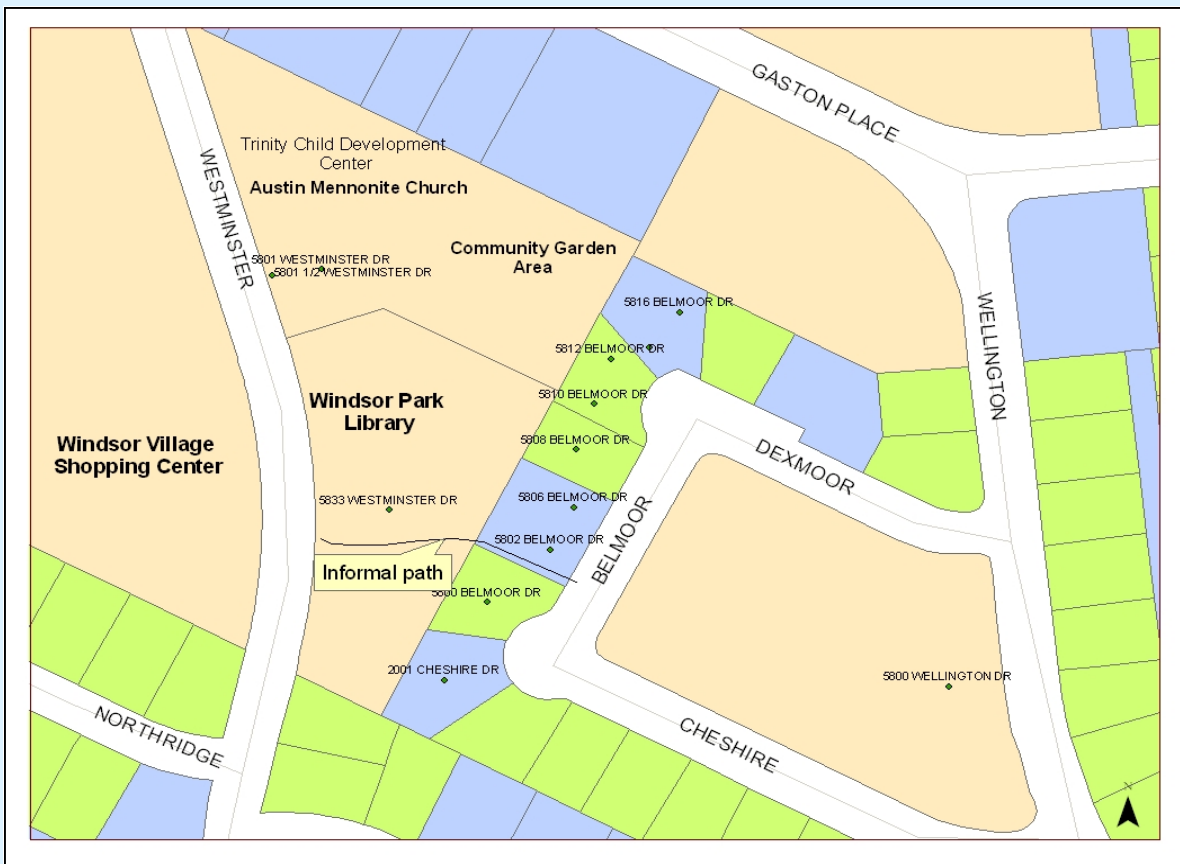 GASTON PLACE
Trinity Child Development
Center
Austin Mennonite Church
WESTMINSTER
Community Garden
Area
5801 WESTMINSTER DR
5801 1/2 WESTMINSTER DR
5816 BELMOOR DR
WELLINGTON
5812 BELMOOR DR
5810 BELMOOR DR
Windsor Park
Library
5808 BELMOOR DR
Windsor Village
Shopping Center
DEXMOOR
5833 WESTMINSTER DR
5806 BELMOOR DR
5802 BELMOOR DR
BELMOOR
Informal path
5800 BELMOOR DR
2001 CHESHIRE DR
5800 WELLINGTON DR
NORTHRIDGE
CHESHIRE
N